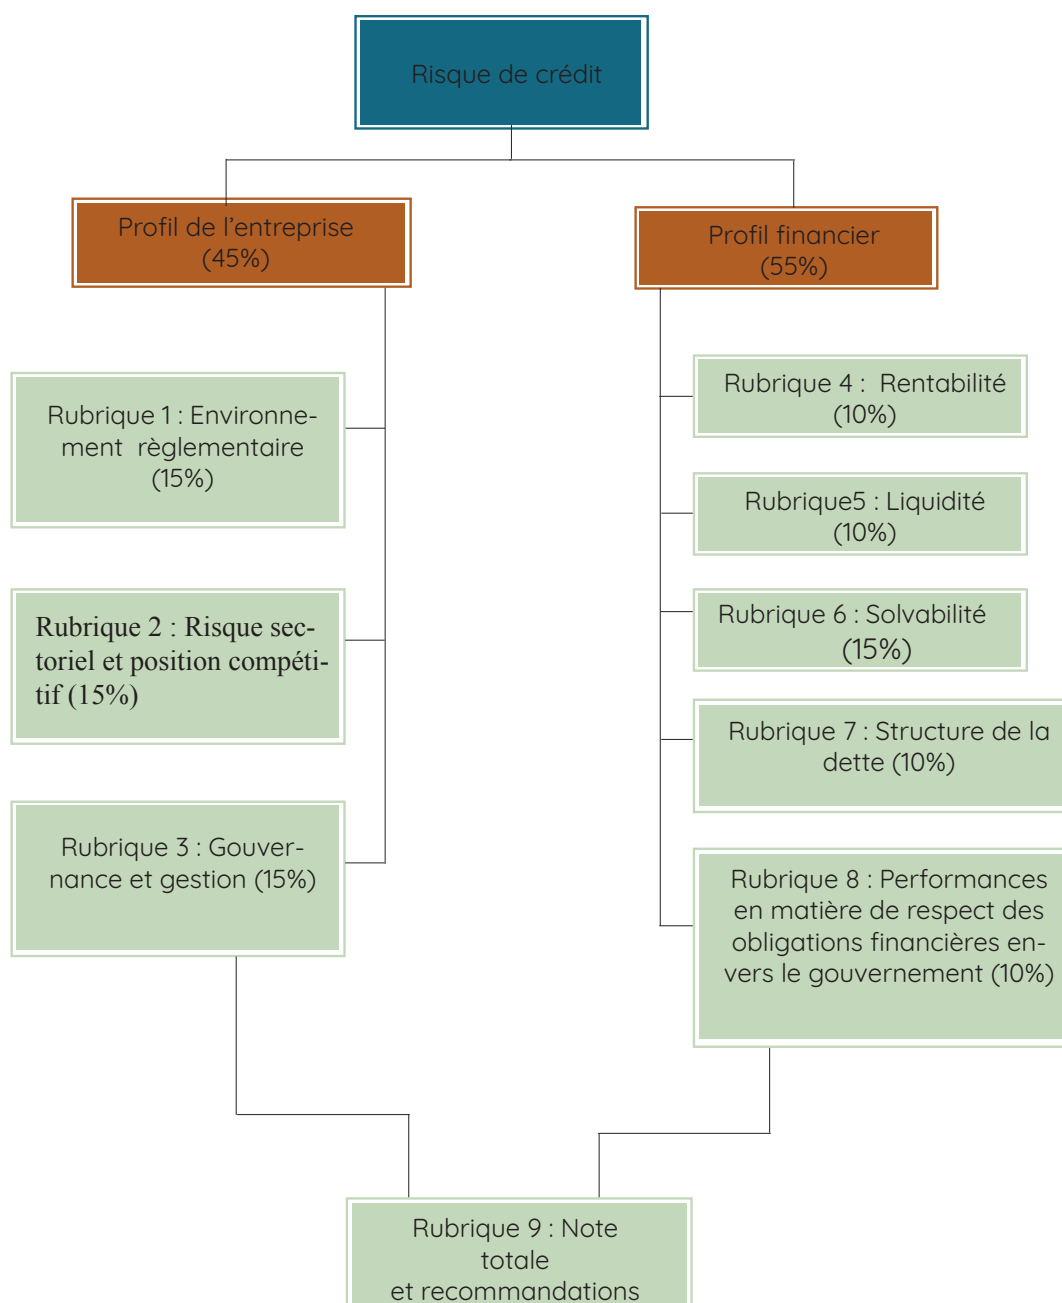 Risque de crédit
Profil de l'entreprise
(45%)
Profil financier
(55%)
Rubrique 1 : Environne-
ment règlementaire
(15%)
Rubrique 2 : Risque sec-
toriel et position compéti-
tif (15%)
Rubrique 3 : Gouver-
nance et gestion (15%)
Rubrique 4 : Rentabilité
(10%)
Rubrique5 : Liquidité
(10%)
Rubrique 6 : Solvabilité
(15%)
Rubrique 7 : Structure de la
dette (10%)
Rubrique 8 : Performances
en matière de respect des
obligations financières en-
vers le gouvernement (10%)
Rubrique 9 : Note
totale
et recommandations